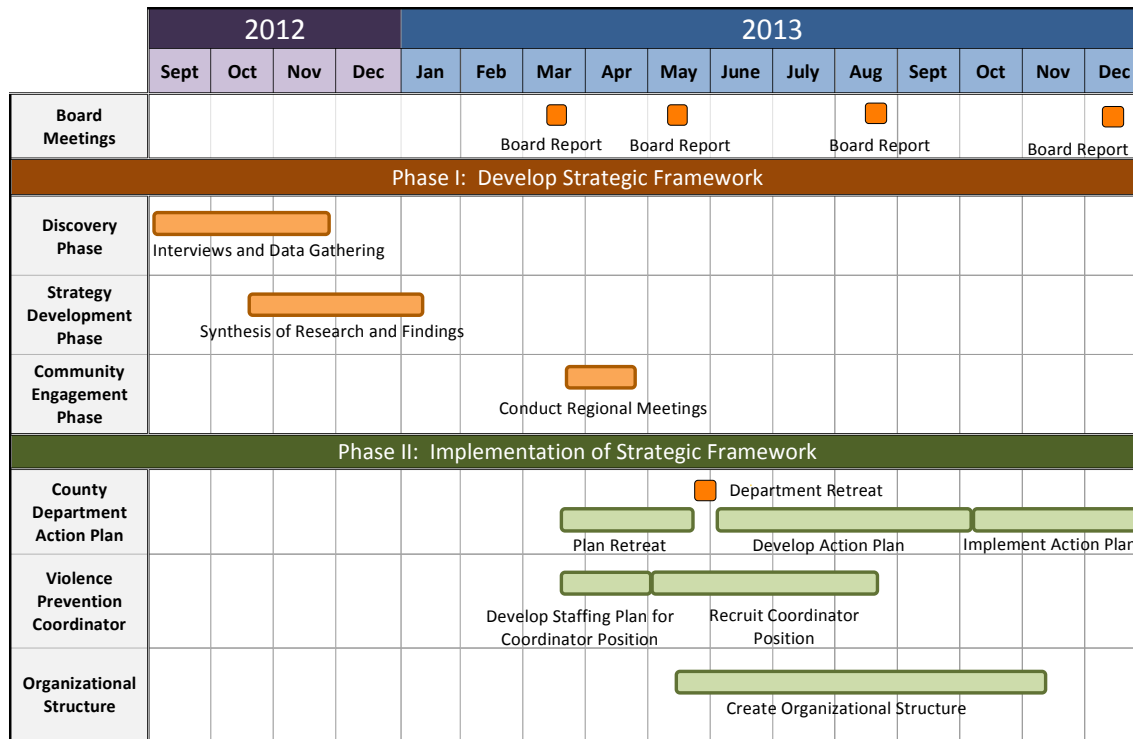 2012 2013
Sept Oct Nov Dec Jan Feb Mar Apr May June July Aug Sept Oct Nov Dec
Board
Meetings
Board Report Board Report Board Report Board Report
Phase I: Develop Strategic Framework
Discovery
Phase
Interviews and Data Gathering
Strategy
Development
Phase
Synthesis of Research and Findings
Community
Engagement
Phase
Conduct Regional Meetings
Phase II: Implementation of Strategic Framework
County
Department
Action Plan
Department Retreat
Plan Retreat Develop Action Plan Implement Action Plan
Violence
Prevention
Coordinator
Develop Staffing Plan for
Coordinator Position
Recruit Coordinator
Position
Organizational
Structure
Create Organizational Structure